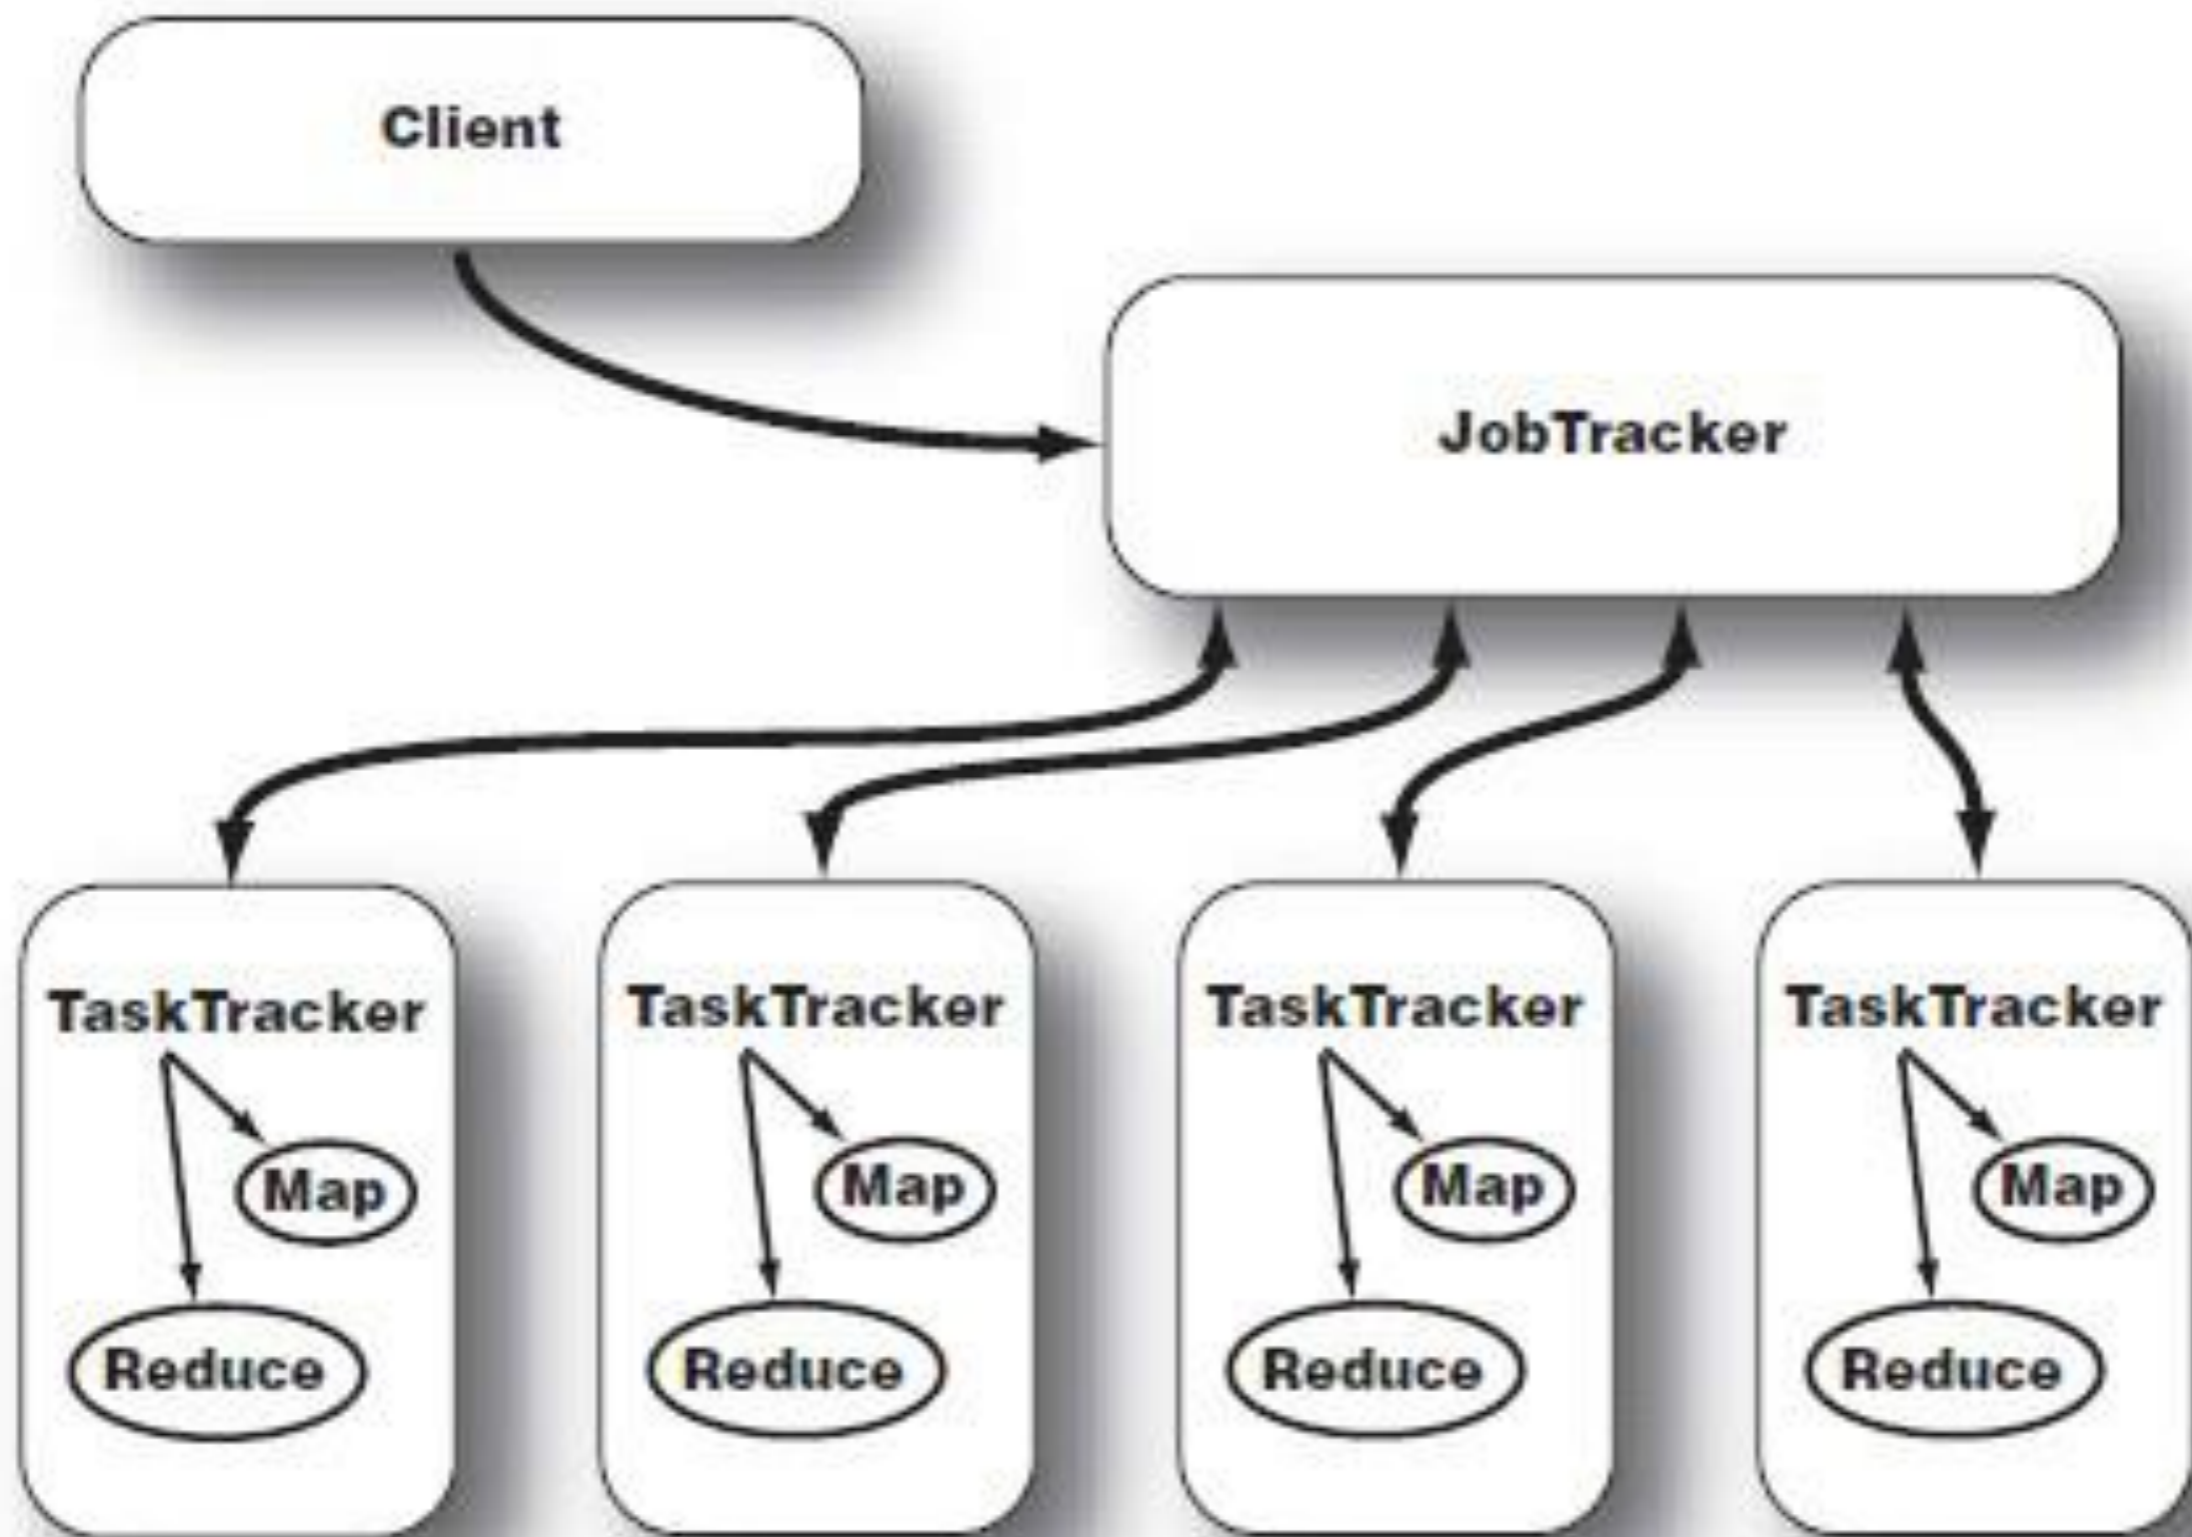 Client
JobTracker
TaskTracker
Map
Reduce
TaskTracker
Map
Reduce
TaskTracker
Map
Reduce
TaskTracker
Map
Reduce